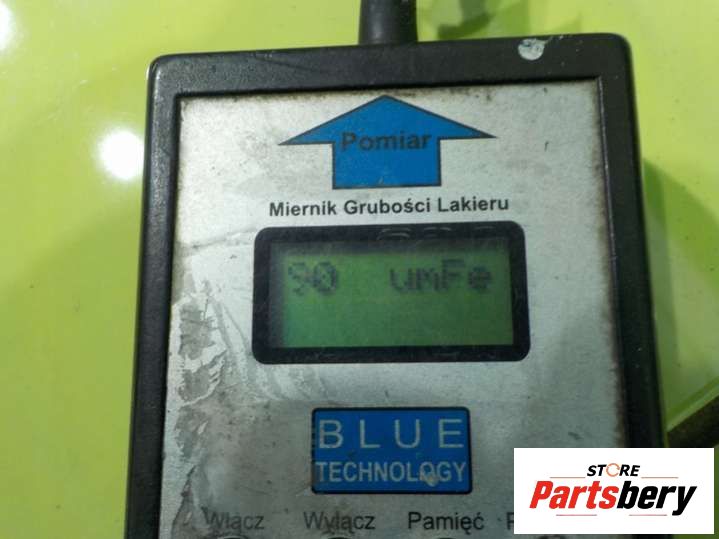 Pomiar
Miernik Grubości Lakieru
90 umFe
BLUE
TECHNOLOGY
Włącz Wyłącz Pamięć
STORE
Partsbery